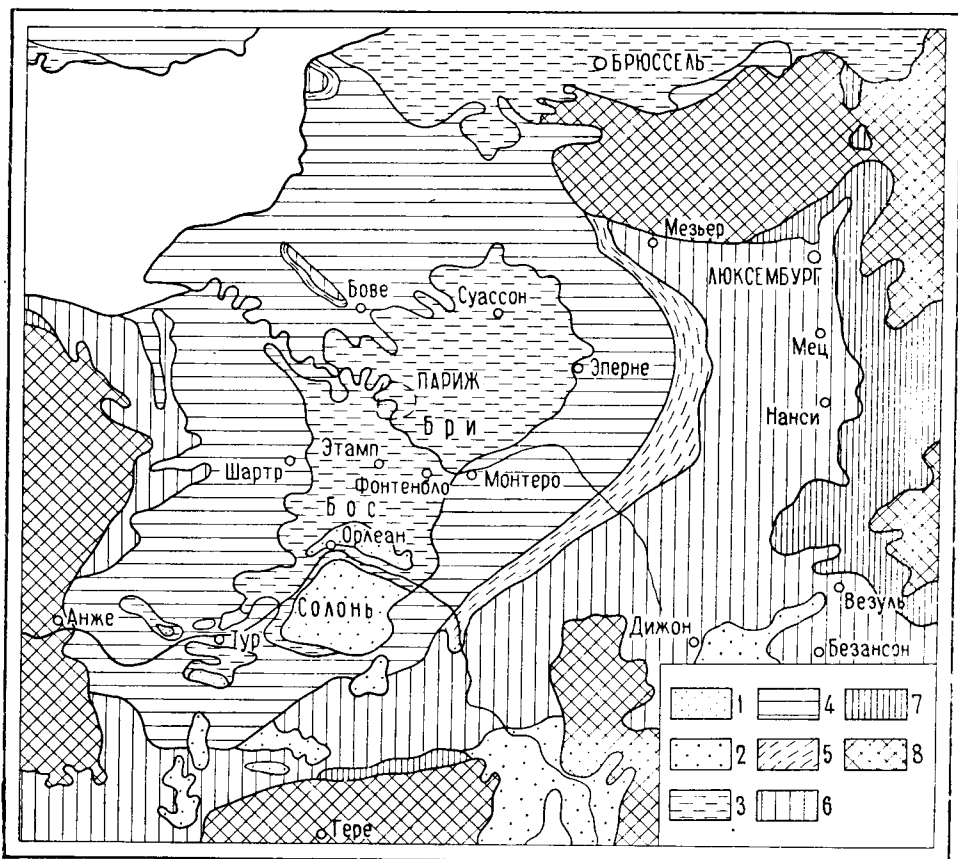 БРЮССЕЛЬ
Мезьер
ЛЮКСЕМБУРГ
Бове
Суассон
Мец
Эперне
ПАРИЖ
Нанси
Бри
Этамп
Шартр
Фонтенбло
Монтеро
Бос
Орлеан
Солонь
Везуль
Анже
Тур
Дижон
Безансон
Гере
1 4 7
2 5 8
3 6